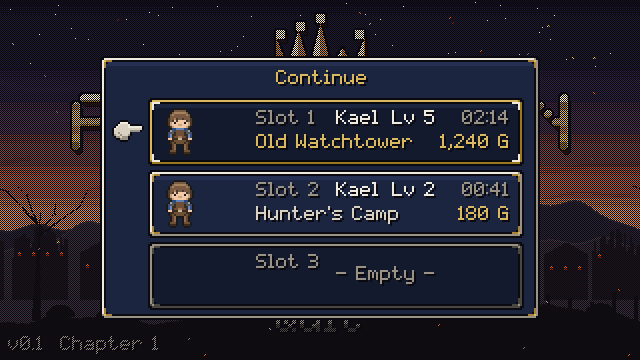 Continue
Slot 1 Kael Lv 5 02:14
Old Watchtower 1,240 G
Slot 2 Kael Lv 2 00:41
Hunter's Camp 180 G
Slot 3
- Empty -
v0.1 Chapter 1